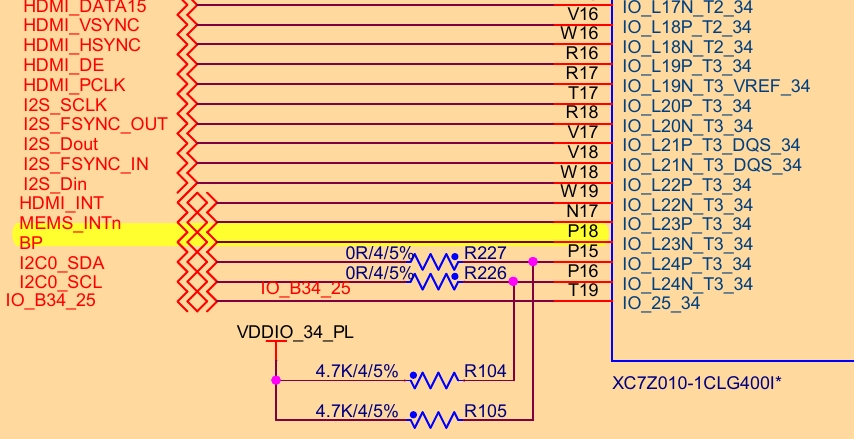 HDMI_DATA15 IO_L17N_T2_34
HDMI_VSYNC V16 IO_L18P_T2_34
HDMI_HSYNC W16 IO_L18N_T2_34
HDMI_DE R16 IO_L19P_T3_34
HDMI_PCLK R17 IO_L19N_T3_VREF_34
I2S_SCLK T17 IO_L20P_T3_34
I2S_FSYNC_OUT R18 IO_L20N_T3_34
I2S_Dout V17 IO_L21P_T3_DQS_34
I2S_FSYNC_IN V18 IO_L21N_T3_DQS_34
I2S_Din W18 IO_L22P_T3_34
HDMI_INT W19 IO_L22N_T3_34
MEMS_INTn N17 IO_L23P_T3_34
BP P18 IO_L23N_T3_34
I2C0_SDA 0R/4/5% R227 P15 IO_L24P_T3_34
I2C0_SCL 0R/4/5% R226 P16 IO_L24N_T3_34
IO_B34_25 IO_B34_25 T19 IO_25_34
VDDIO_34_PL
4.7K/4/5% R104
XC7Z010-1CLG400I*
4.7K/4/5% R105